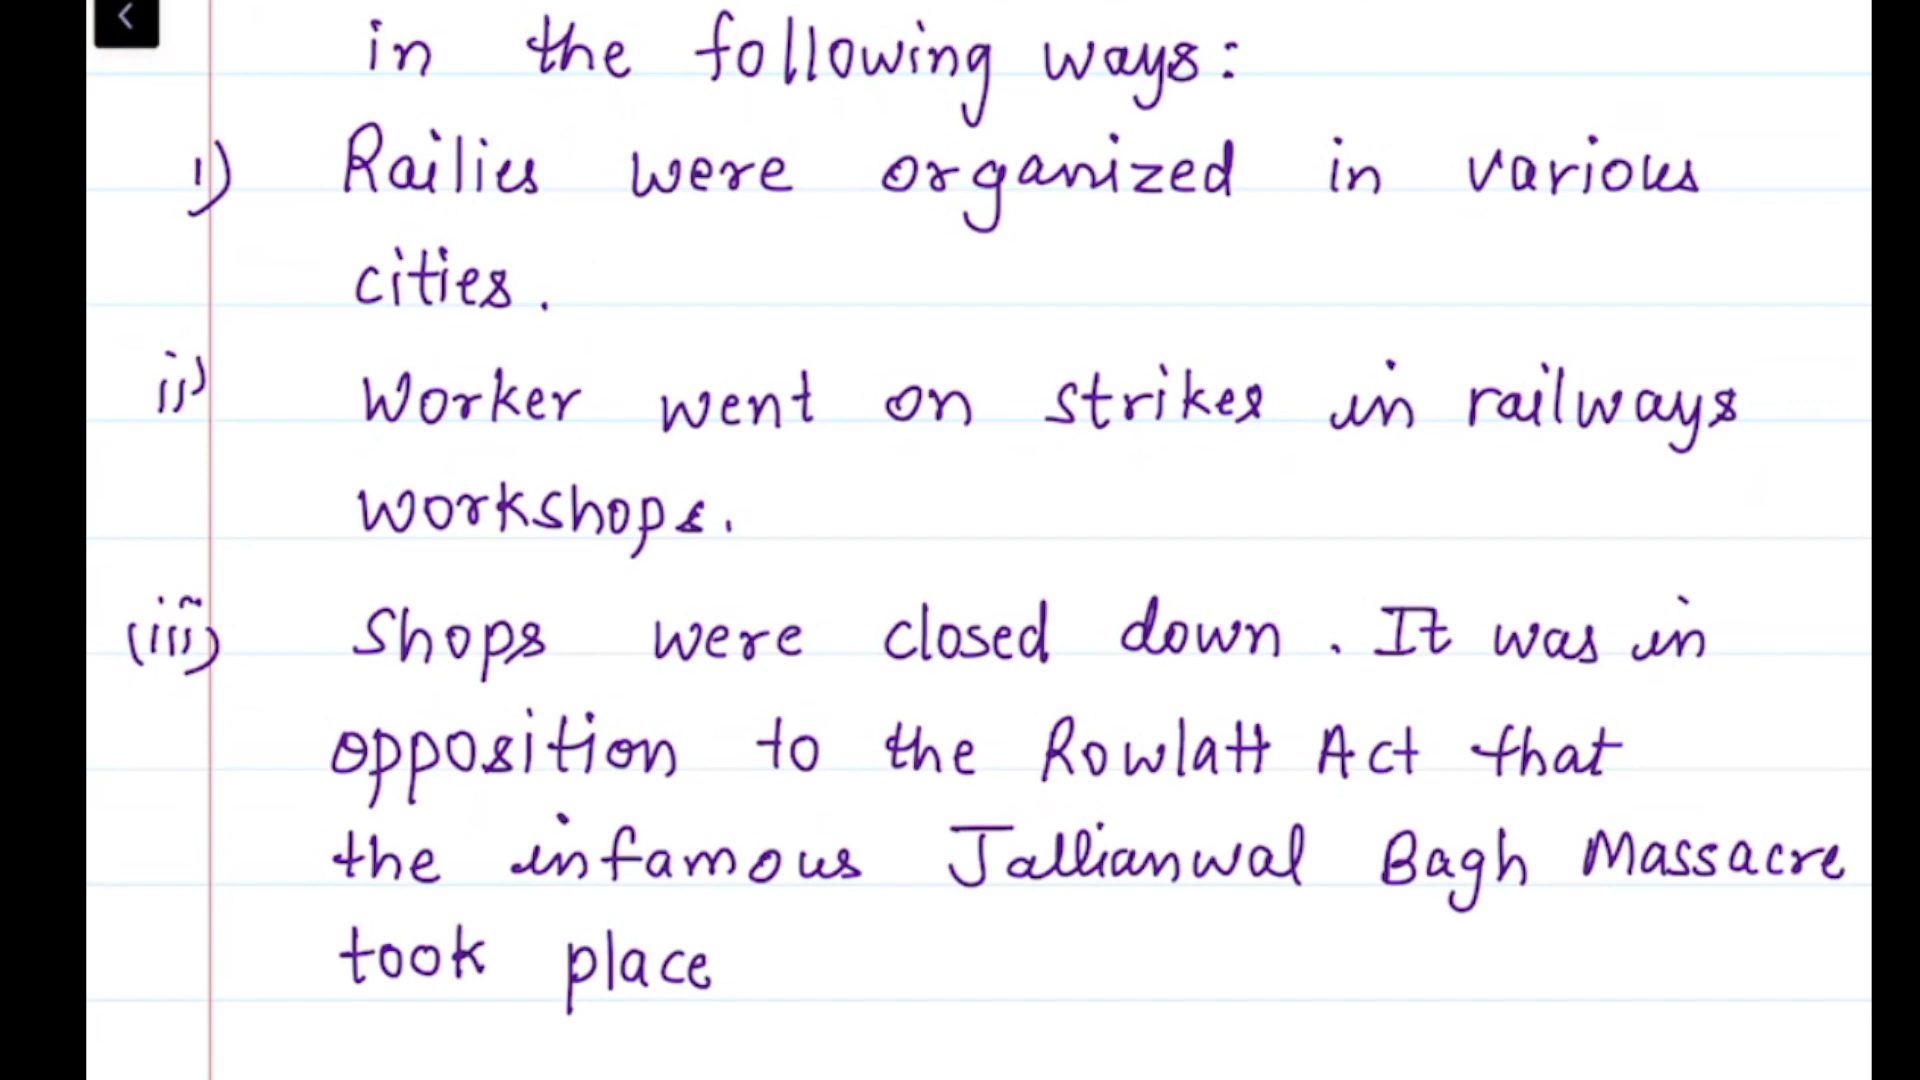 in the following ways:
i) Railies were organized in various
cities.
ii) Worker went on strikes in railways
workshops.
(iii) Shops were closed down. It was in
opposition to the Rowlatt Act that
the infamous Jallianwal Bagh Massacre
took place